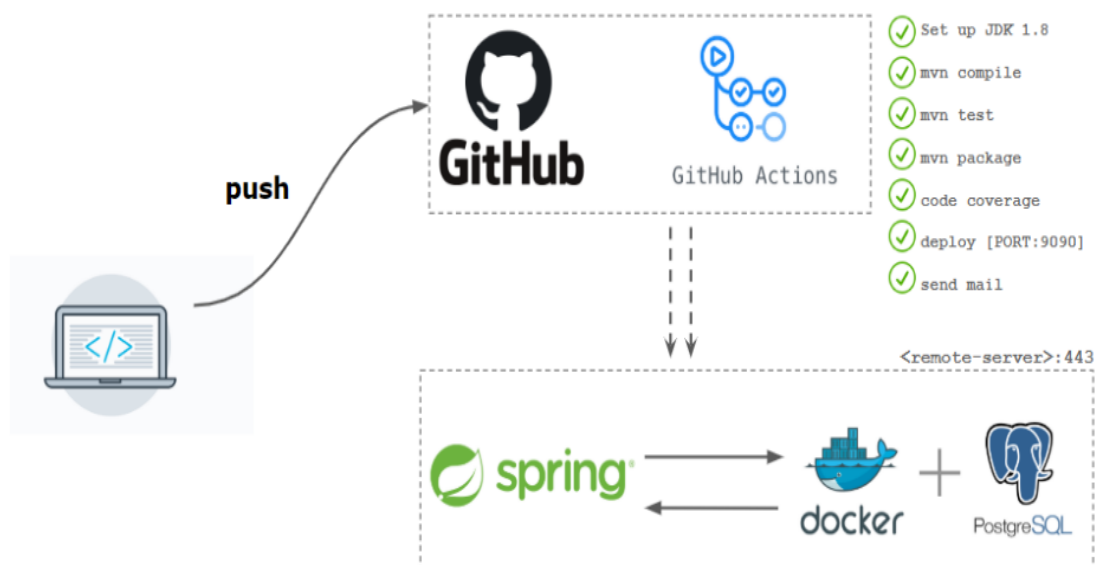 push
GitHub
GitHub Actions
Set up JDK 1.8
mvn compile
mvn test
mvn package
code coverage
deploy [PORT:9090]
send mail
<remote-server>:443
</>
spring
docker
PostgreSQL